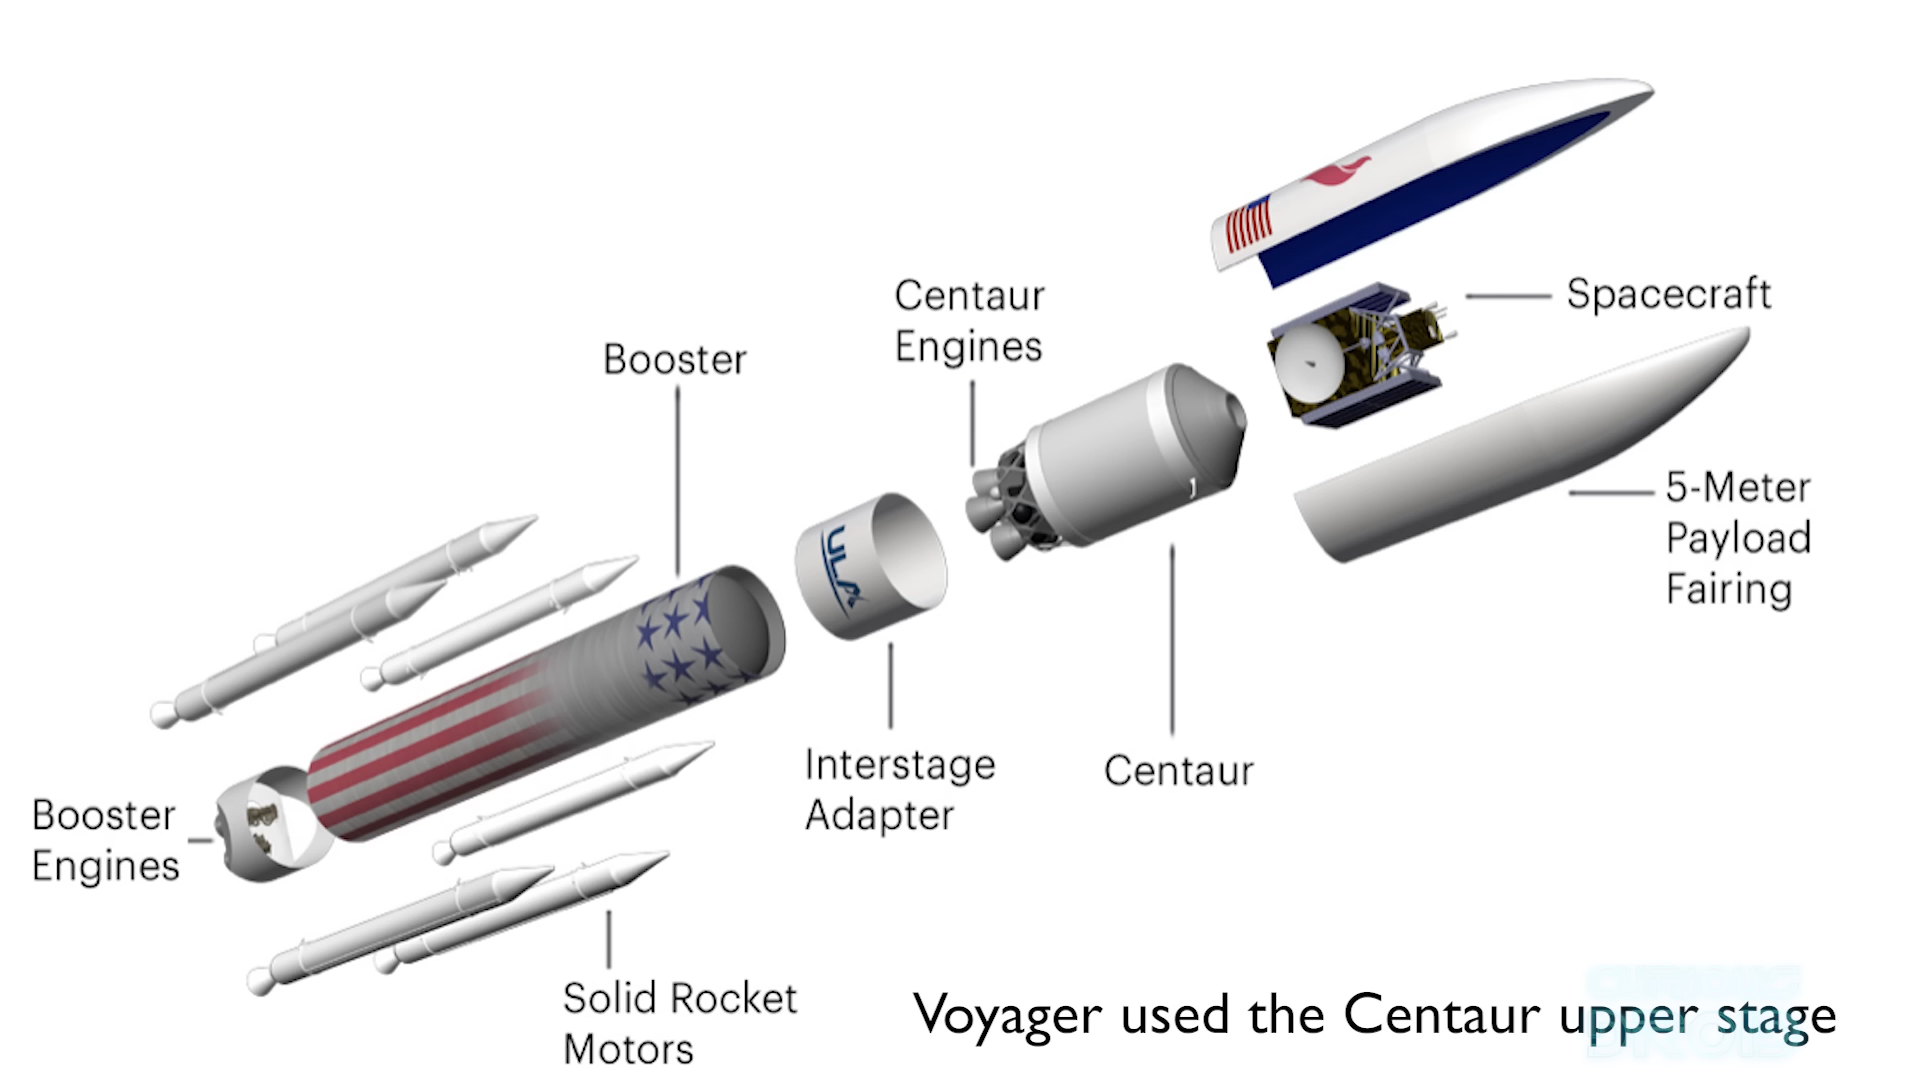 Spacecraft
Centaur
Engines
Booster
5-Meter
Payload
Fairing
ULA
Interstage
Adapter
Centaur
Booster
Engines
Solid Rocket
Motors
Voyager used the Centaur upper stage